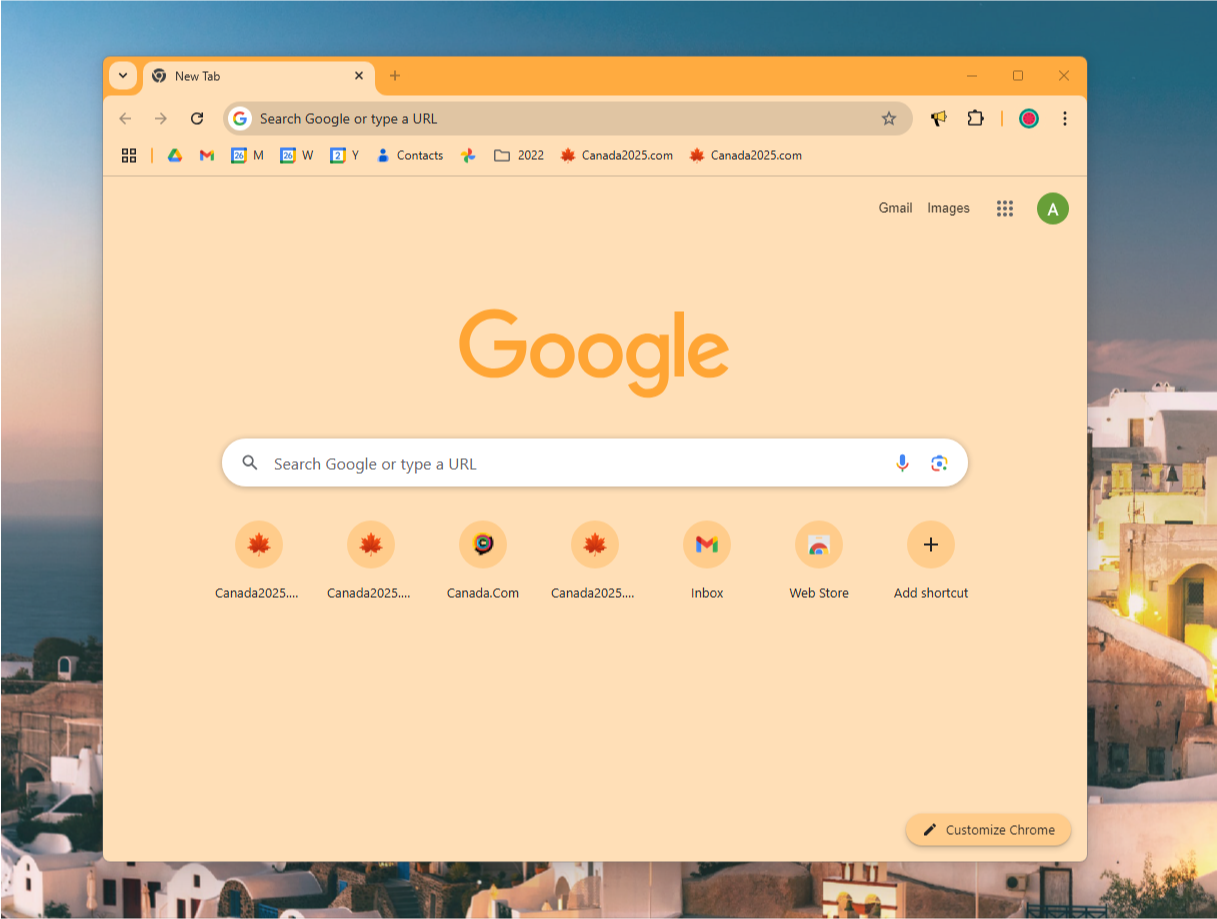 New Tab
Search Google or type a URL
26 M 26 W 2 Y Contacts 2022 Canada2025.com Canada2025.com
Gmail Images A
Google
Search Google or type a URL
Canada2025.... Canada2025.... Canada.Com Canada2025.... Inbox Web Store Add shortcut
Customize Chrome